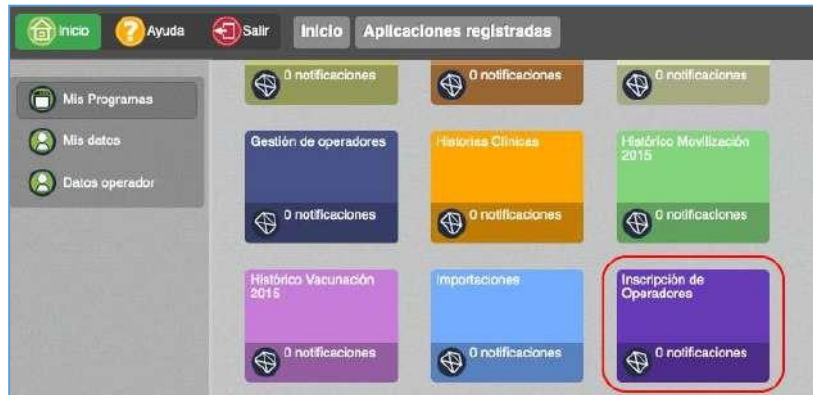 Inicio
Ayuda
Salir
Inicio
Aplicaciones registradas
Mis Programas
Mis datos
Datos operador
0 notificaciones
0 notificaciones
0 notificaciones
Gestión de operadores
0 notificaciones
Historias Clínicas
0 notificaciones
Histórico Movilización
2015
0 notificaciones
Histórico Vacunación
2015
0 notificaciones
Importaciones
0 notificaciones
Inscripción de
Operadores
0 notificaciones